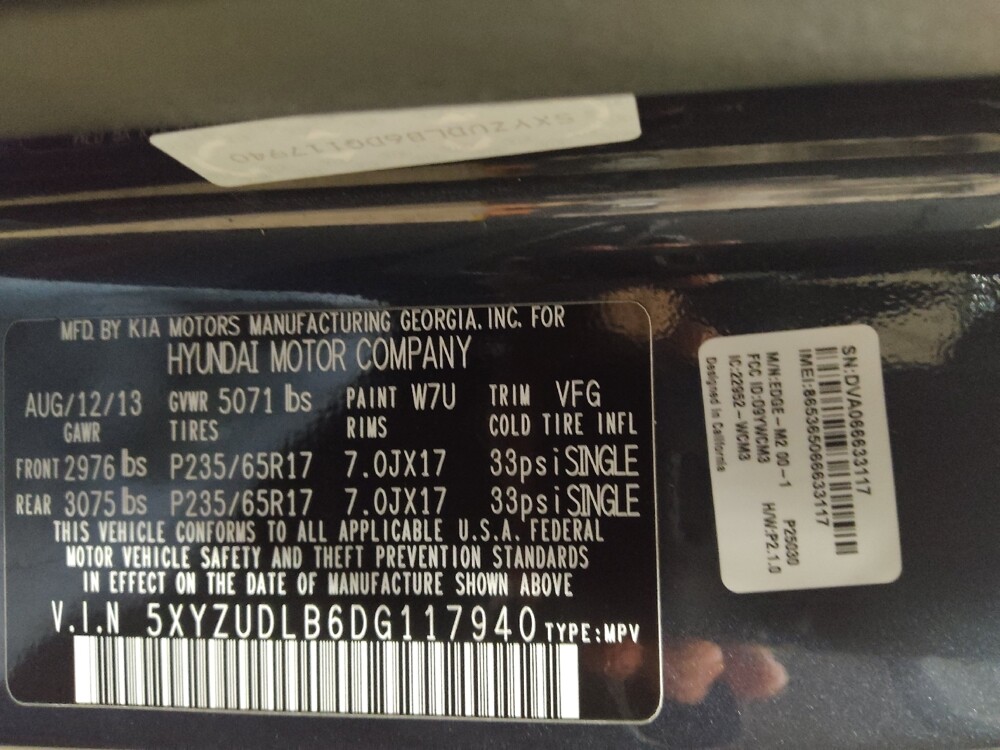 5XYZUDLB6DG117940
MFD. BY KIA MOTORS MANUFACTURING GEORGIA. INC. FOR
HYUNDAI MOTOR COMPANY
AUG/12/13 GVWR 5071 lbs PAINT W7U TRIM VFG
GAWR TIRES RIMS COLD TIRE INFL
FRONT 2976 lbs P235/65R17 7.0JX17 33psi SINGLE
REAR 3075 lbs P235/65R17 7.0JX17 33psi SINGLE
THIS VEHICLE CONFORMS TO ALL APPLICABLE U.S.A. FEDERAL
MOTOR VEHICLE SAFETY AND THEFT PREVENTION STANDARDS
IN EFFECT ON THE DATE OF MANUFACTURE SHOWN ABOVE
V.I.N 5XYZUDLB6DG117940 TYPE:MPV
SN:DVA066633117
IMEI:865365066633117
M/N:EDGE-M2 00-1 P25030
FCC ID:09YWCM3 H/W:P2.1.0
IC:22952-WCM3
Designed in California